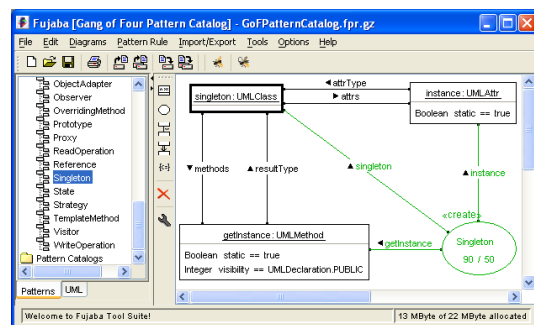 Fujaba [Gang of Four Pattern Catalog] - GoFPatternCatalog.fpr.gz
File Edit Diagrams Pattern Rule Import/Export Tools Options Help
ObjectAdapter
Observer
OverridingMethod
Prototype
Proxy
ReadOperation
Reference
Singleton
State
Strategy
TemplateMethod
Visitor
WriteOperation
Pattern Catalogs
Patterns UML
singleton: UMLClass
◄ attrType
► attrs
instance: UMLAttr
Boolean static == true
▼ methods
▲ resultType
▲ singleton
▲ instance
«create»
getInstance: UMLMethod
Boolean static == true
Integer visibility == UMLDeclaration.PUBLIC
◄ getInstance
Singleton
90 / 50
Welcome to Fujaba Tool Suite!
13 MByte of 22 MByte allocated